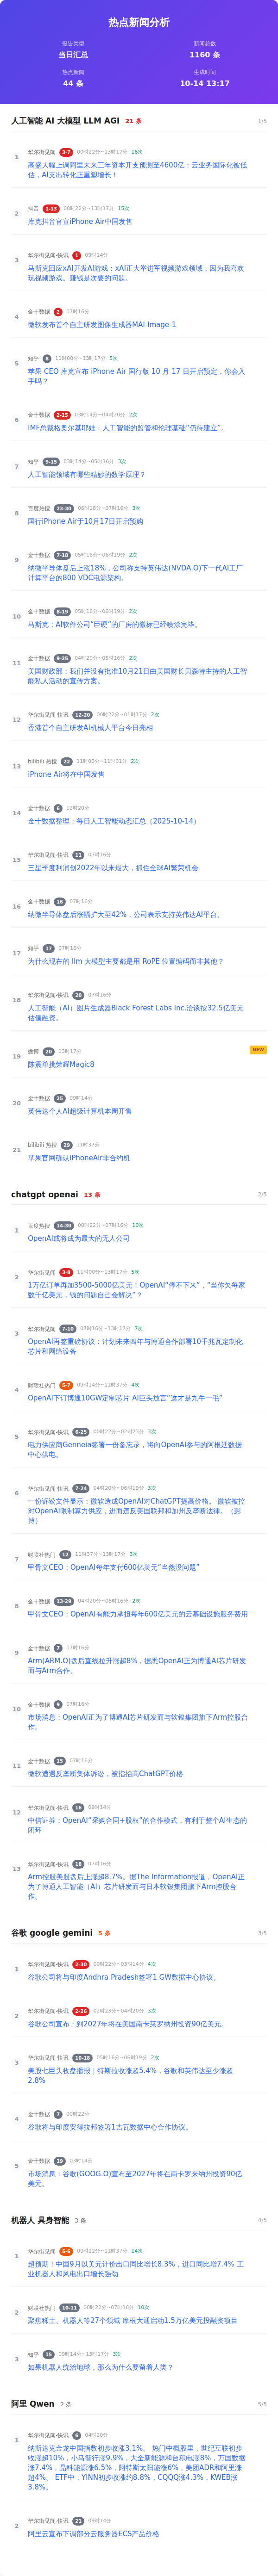 热点新闻分析
报告类型
当日汇总
新闻总数
1160 条
热点新闻
44 条
生成时间
10-14 13:17
人工智能 AI 大模型 LLM AGI 21 条 1/5
1
华尔街见闻 3-7 00时22分~13时17分 16次
高盛大幅上调阿里未来三年资本开支预测至4600亿：云业务国际化被低
估，AI支出转化正重塑增长！
2
抖音 1-13 00时22分~13时17分 15次
库克抖音官宣iPhone Air中国发售
3
华尔街见闻-快讯 1 09时14分
马斯克回应xAI开发AI游戏：xAI正大举进军视频游戏领域，因为我喜欢
玩视频游戏。赚钱是次要的问题。
4
金十数据 2 07时16分
微软发布首个自主研发图像生成器MAI-Image-1
5
知乎 8 11时00分~13时17分 5次
苹果 CEO 库克宣布 iPhone Air 国行版 10 月 17 日开启预定，你会入
手吗？
6
金十数据 2-15 03时14分~04时20分 2次
IMF总裁格奥尔基耶娃：人工智能的监管和伦理基础“仍待建立”。
7
知乎 9-15 03时14分~05时16分 3次
人工智能领域有哪些精妙的数学原理？
8
百度热搜 23-30 06时18分~07时16分 3次
国行iPhone Air于10月17日开启预购
9
金十数据 7-18 05时16分~06时19分 2次
纳微半导体盘后上涨18%，公司称支持英伟达(NVDA.O)下一代AI工厂
计算平台的800 VDC电源架构。
10
金十数据 8-19 05时16分~06时19分 2次
马斯克：AI软件公司“巨硬”的厂房的徽标已经喷涂完毕。
11
金十数据 9-25 04时20分~05时16分 2次
美国财政部：我们并没有批准10月21日由美国财长贝森特主持的人工智
能私人活动的宣传方案。
12
华尔街见闻-快讯 12-20 00时22分~01时17分 2次
香港首个自主研发AI机械人平台今日亮相
13
bilibili 热搜 22 11时00分~11时01分 2次
iPhone Air将在中国发售
14
金十数据 6 12时20分
金十数据整理：每日人工智能动态汇总（2025-10-14）
15
华尔街见闻-快讯 11 07时16分
三星季度利润创2022年以来最大，抓住全球AI繁荣机会
16
金十数据 16 07时16分
纳微半导体盘后涨幅扩大至42%，公司表示支持英伟达AI平台。
17
知乎 17 07时16分
为什么现在的 llm 大模型主要都是用 RoPE 位置编码而非其他？
18
华尔街见闻-快讯 20 07时16分
人工智能（AI）图片生成器Black Forest Labs Inc.洽谈按32.5亿美元
估值融资。
19
微博 20 13时17分 NEW
陈震单挑荣耀Magic8
20
金十数据 25 09时14分
英伟达个人AI超级计算机本周开售
21
bilibili 热搜 29 11时37分
苹果官网确认iPhoneAir非合约机
chatgpt openai 13 条 2/5
1
百度热搜 14-30 00时22分~07时16分 10次
OpenAI或将成为最大的无人公司
2
华尔街见闻 3-8 11时00分~13时17分 5次
1万亿订单再加3500-5000亿美元！OpenAI“停不下来”，“当你欠每家
数千亿美元，钱的问题自己会解决”？
3
华尔街见闻 7-10 07时16分~13时17分 7次
OpenAI再签重磅协议：计划未来四年与博通合作部署10千兆瓦定制化
芯片和网络设备
4
财联社热门 5-7 09时14分~11时37分 4次
OpenAI下订博通10GW定制芯片 AI巨头放言“这才是九牛一毛”
5
华尔街见闻-快讯 6-25 00时22分~02时23分 3次
电力供应商Genneia签署一份备忘录，将向OpenAI参与的阿根廷数据
中心供电。
6
华尔街见闻-快讯 7-24 04时20分~06时19分 3次
一份诉讼文件显示：微软造成OpenAI对ChatGPT提高价格。 微软被控
对OpenAI限制算力供应，进而违反美国联邦和加州反垄断法律。（彭
博）
7
财联社热门 12 11时37分~13时17分 3次
甲骨文CEO：OpenAI每年支付600亿美元“当然没问题”
8
金十数据 13-29 04时20分~05时16分 2次
甲骨文CEO：OpenAI有能力承担每年600亿美元的云基础设施服务费用
9
金十数据 7 07时16分
Arm(ARM.O)盘后直线拉升涨超8%，据悉OpenAI正为博通AI芯片研发
而与Arm合作。
10
金十数据 9 07时16分
市场消息：OpenAI正为了博通AI芯片研发而与软银集团旗下Arm控股合
作。
11
金十数据 15 07时16分
微软遭反垄断集体诉讼，被指抬高ChatGPT价格
12
华尔街见闻-快讯 16 09时14分
中信证券：OpenAI“采购合同+股权”的合作模式，有利于整个AI生态的
闭环
13
华尔街见闻-快讯 18 07时16分
Arm控股美股盘后上涨超8.7%。据The Information报道，OpenAI正
为了博通人工智能（AI）芯片研发而与日本软银集团旗下Arm控股合
作。
谷歌 google gemini 5 条 3/5
1
华尔街见闻-快讯 2-30 00时22分~03时14分 4次
谷歌公司将与印度Andhra Pradesh签署1 GW数据中心协议。
2
华尔街见闻-快讯 2-26 02时23分~04时20分 3次
谷歌公司宣布：到2027年将在美国南卡罗莱纳州投资90亿美元。
3
华尔街见闻-快讯 10-18 05时16分~06时19分 2次
美股七巨头收盘播报｜特斯拉收涨超5.4%，谷歌和英伟达至少涨超
2.8%
4
金十数据 7 00时22分
谷歌将与印度安得拉邦签署1吉瓦数据中心合作协议。
5
金十数据 19 03时14分
市场消息：谷歌(GOOG.O)宣布至2027年将在南卡罗来纳州投资90亿
美元。
机器人 具身智能 3 条 4/5
1
华尔街见闻 5-6 00时22分~11时37分 14次
超预期！中国9月以美元计价出口同比增长8.3%，进口同比增7.4% 工
业机器人和风电出口增长强劲
2
财联社热门 10-13 00时22分~07时16分 10次
聚焦稀土、机器人等27个领域 摩根大通启动1.5万亿美元投融资项目
3
知乎 15 09时14分~13时17分 3次
如果机器人统治地球，那么为什么要留着人类？
阿里 Qwen 2 条 5/5
1
华尔街见闻-快讯 6 04时20分
纳斯达克金龙中国指数初步收涨3.1%。 热门中概股里，世纪互联初步
收涨超10%，小马智行涨9.9%，大全新能源和台积电涨8%，万国数据
涨7.4%，晶科能源涨6.5%，阿特斯太阳能涨6%，美团ADR和阿里涨
超4%。 ETF中，YINN初步收涨约8.8%，CQQQ涨4.3%，KWEB涨
3.8%。
2
华尔街见闻-快讯 21 09时14分
阿里云宣布下调部分云服务器ECS产品价格